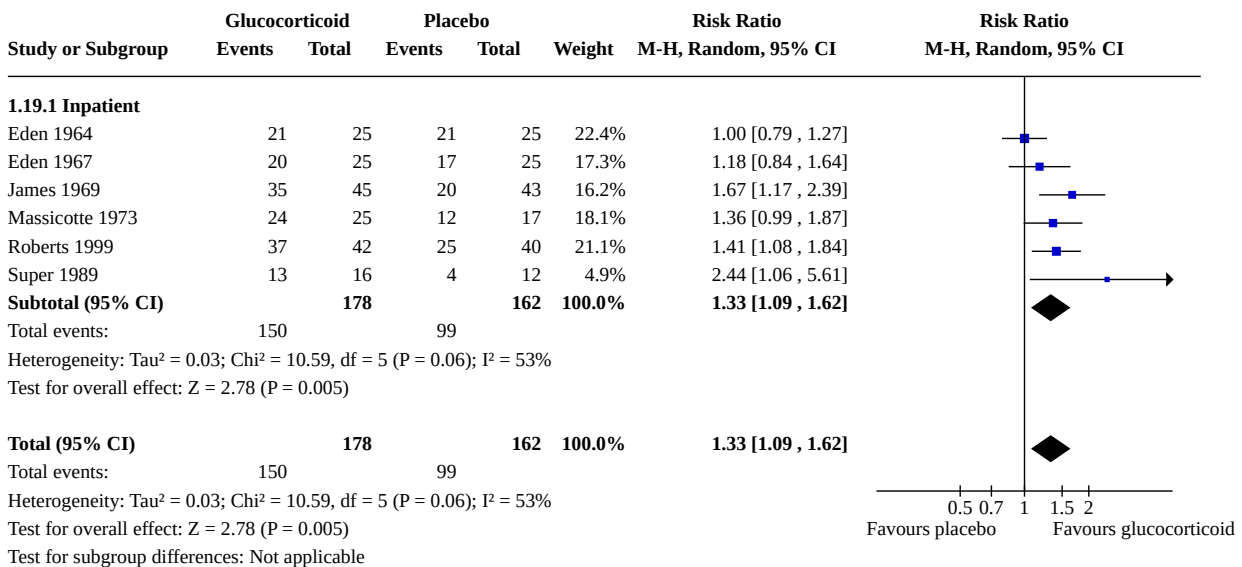 Glucocorticoid Placebo Risk Ratio Risk Ratio
Study or Subgroup Events Total Events Total Weight M-H, Random, 95% CI M-H, Random, 95% CI
1.19.1 Inpatient
Eden 1964 21 25 21 25 22.4% 1.00 [0.79 , 1.27]
Eden 1967 20 25 17 25 17.3% 1.18 [0.84 , 1.64]
James 1969 35 45 20 43 16.2% 1.67 [1.17 , 2.39]
Massicotte 1973 24 25 12 17 18.1% 1.36 [0.99 , 1.87]
Roberts 1999 37 42 25 40 21.1% 1.41 [1.08 , 1.84]
Super 1989 13 16 4 12 4.9% 2.44 [1.06 , 5.61]
Subtotal (95% CI) 178 162 100.0% 1.33 [1.09 , 1.62]
Total events: 150 99
Heterogeneity: Tau² = 0.03; Chi² = 10.59, df = 5 (P = 0.06); I² = 53%
Test for overall effect: Z = 2.78 (P = 0.005)
Total (95% CI) 178 162 100.0% 1.33 [1.09 , 1.62]
Total events: 150 99
Heterogeneity: Tau² = 0.03; Chi² = 10.59, df = 5 (P = 0.06); I² = 53%
0.5 0.7 1 1.5 2
Test for overall effect: Z = 2.78 (P = 0.005) Favours placebo Favours glucocorticoid
Test for subgroup differences: Not applicable